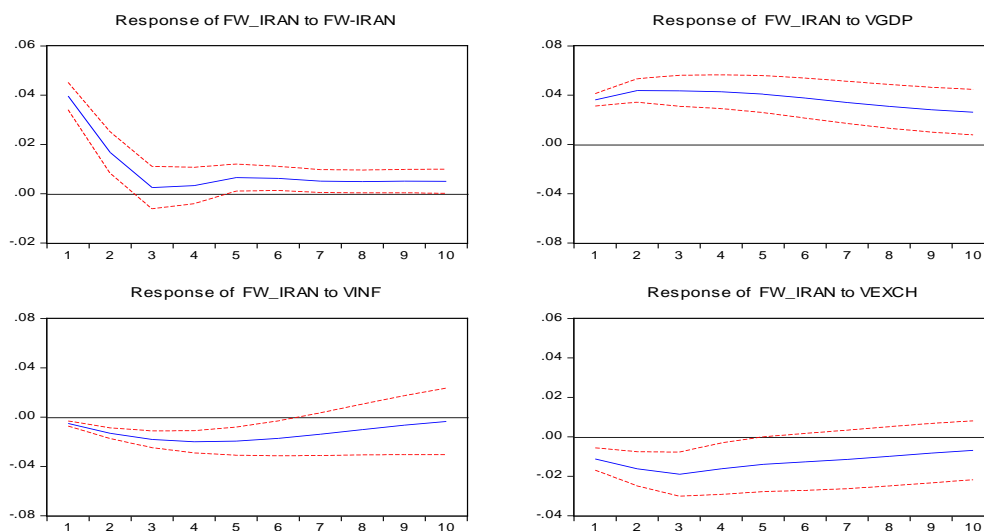 Response of FW_IRAN to FW-IRAN
.06
.04
.02
.00
-.02
1 2 3 4 5 6 7 8 9 10
Response of FW_IRAN to VGDP
.08
.04
.00
-.04
-.08
1 2 3 4 5 6 7 8 9 10
Response of FW_IRAN to VINF
.08
.04
.00
-.04
-.08
1 2 3 4 5 6 7 8 9 10
Response of FW_IRAN to VEXCH
.06
.04
.02
.00
-.02
-.04
1 2 3 4 5 6 7 8 9 10